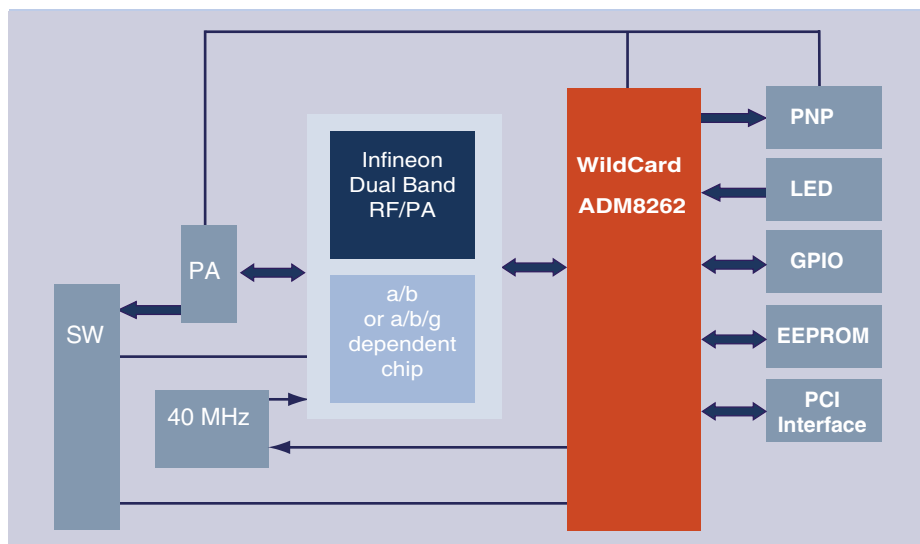 PNP
Infineon
Dual Band
RF/PA
WildCard
ADM8262
LED
PA
GPIO
a/b
or a/b/g
dependent
chip
SW
EEPROM
40 MHz
PCI
Interface